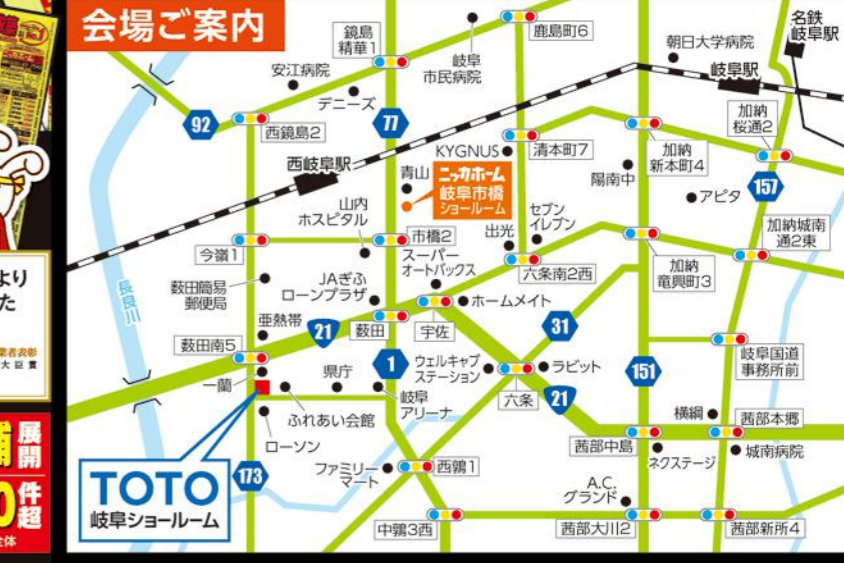 会場ご案内
名鉄
岐阜駅
鹿島町6
鏡島
精華1
岐阜
市民病院
朝日大学病院
岐阜駅
安江病院
デニーズ
92
西鏡島2
77
加納
桜通2
KYGNUS
清本町7
加納
新本町4
西岐阜駅
青山
ニッカホーム
岐阜市橋
ショールーム
陽南中
157
アピタ
山内
ホスピタル
セブン
イレブン
出光
加納城南
通2東
今嶺1
市橋2
スーパー
オートバックス
六条南2西
加納
竜興町3
薮田簡易
郵便局
JAぎふ
ローンプラザ
ホームメイト
長良川
亜熱帯
21
薮田
宇佐
31
薮田南5
1
ウェルキャブ
ステーション
ラビット
151
岐阜国道
事務所前
一蘭
県庁
岐阜
アリーナ
六条
21
ふれあい会館
横綱
茜部本郷
ローソン
茜部中島
ネクステージ
城南病院
TOTO
岐阜ショールーム
173
ファミリー
マート
西鶉1
A.C.
グランド
中鶉3西
茜部大川2
茜部新所4
より
た
業者表彰
大臣賞
舗
展
開
0
件
超
全体